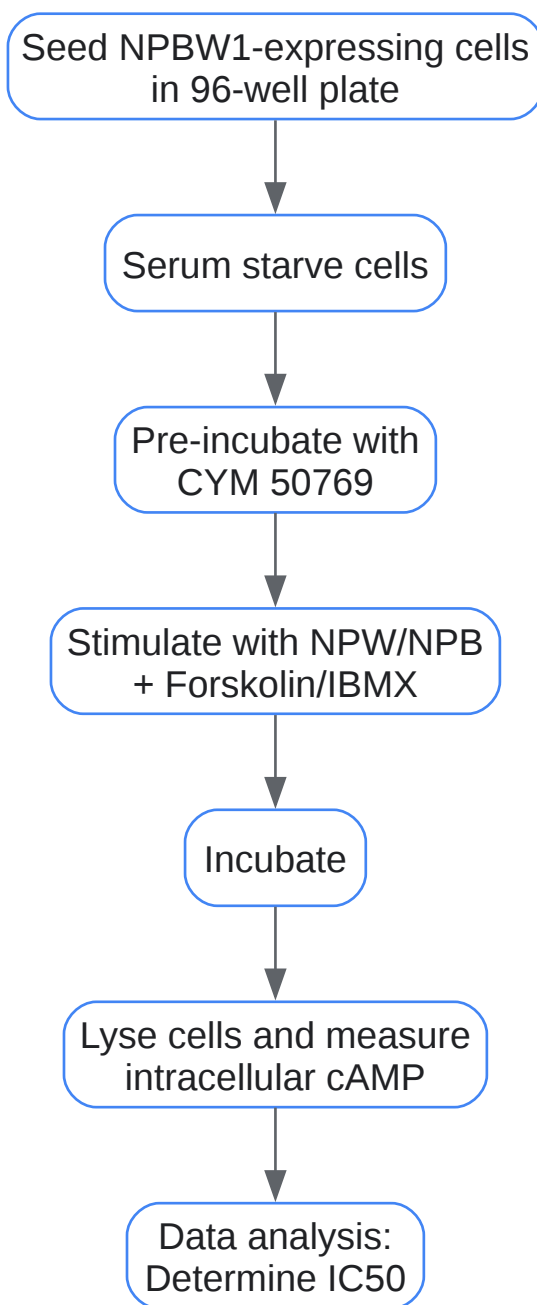 Seed NPBW1-expressing cells
in 96-well plate
Serum starve cells
Pre-incubate with
CYM 50769
Stimulate with NPW/NPB
+ Forskolin/IBMX
Incubate
Lyse cells and measure
intracellular cAMP
Data analysis:
Determine IC50